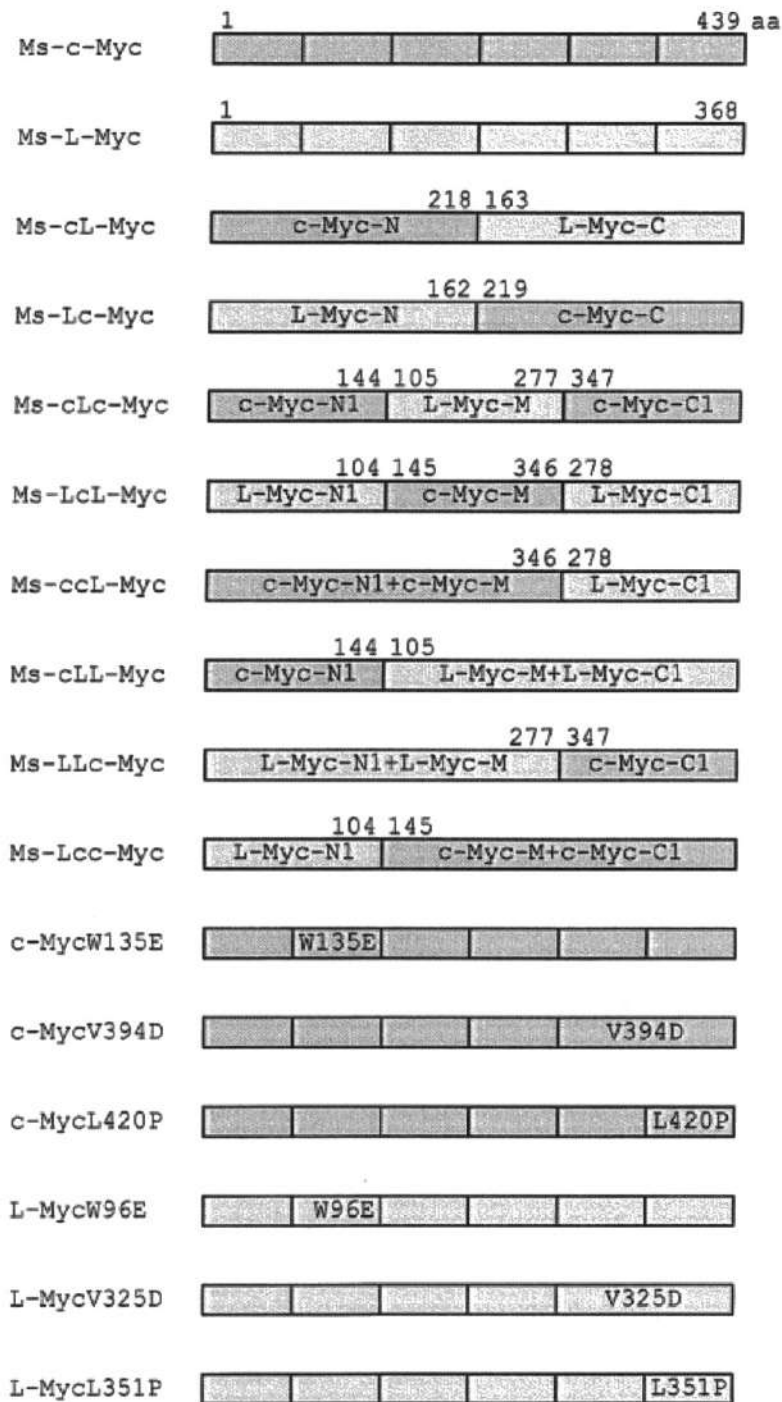 1 439 aa
Ms-c-Myc
1 368
Ms-L-Myc
218 163
Ms-cL-Myc c-Myc-N L-Myc-C
162 219
Ms-Lc-Myc L-Myc-N c-Myc-C
144 105 277 347
Ms-cLc-Myc c-Myc-N1 L-Myc-M c-Myc-C1
104 145 346 278
Ms-LcL-Myc L-Myc-N1 c-Myc-M L-Myc-C1
346 278
Ms-ccL-Myc c-Myc-N1+c-Myc-M L-Myc-C1
144 105
Ms-cLL-Myc c-Myc-N1 L-Myc-M+L-Myc-C1
277 347
Ms-LLc-Myc L-Myc-N1+L-Myc-M c-Myc-C1
104 145
Ms-Lcc-Myc L-Myc-N1 c-Myc-M+c-Myc-C1
c-MycW135E W135E
c-MycV394D V394D
c-MycL420P L420P
L-MycW96E W96E
L-MycV325D V325D
L-MycL351P L351P